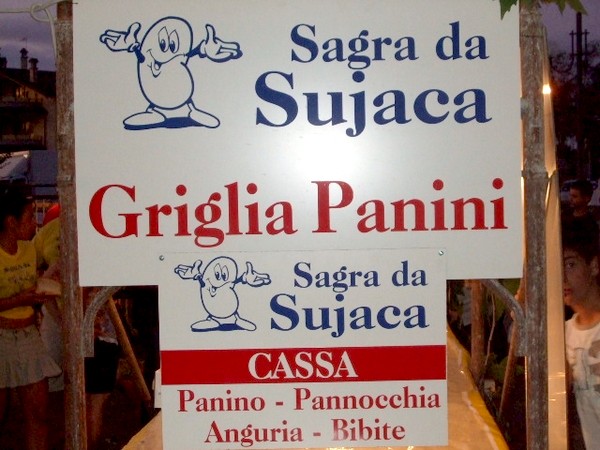 Sagra da
Sujaca
Griglia Panini
Sagra da
Sujaca
CASSA
Panino - Pannocchia
Anguria - Bibite